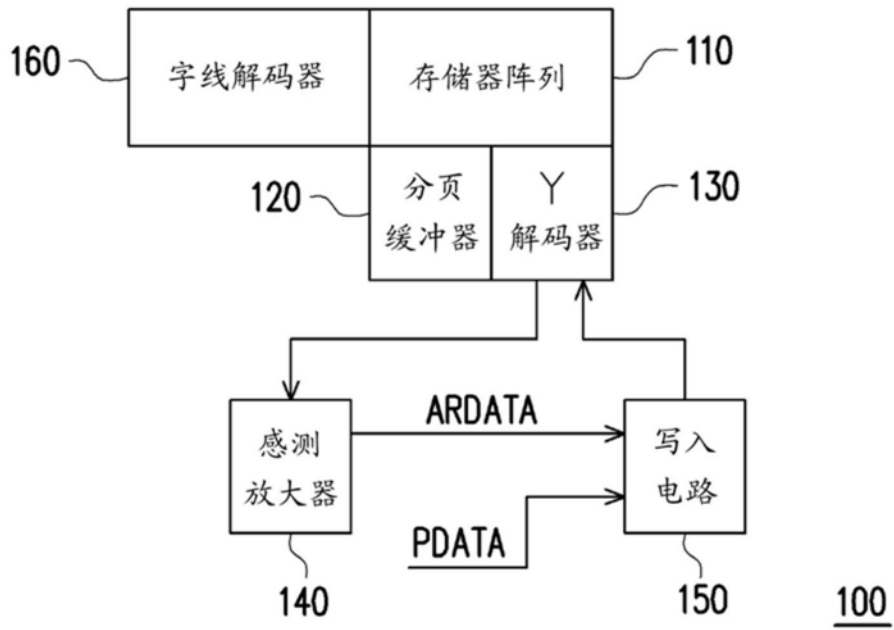 160
字线解码器
存储器阵列
110
120
分页
缓冲器
Y
解码器
130
感测
放大器
ARDATA
写入
电路
PDATA
140
150
100